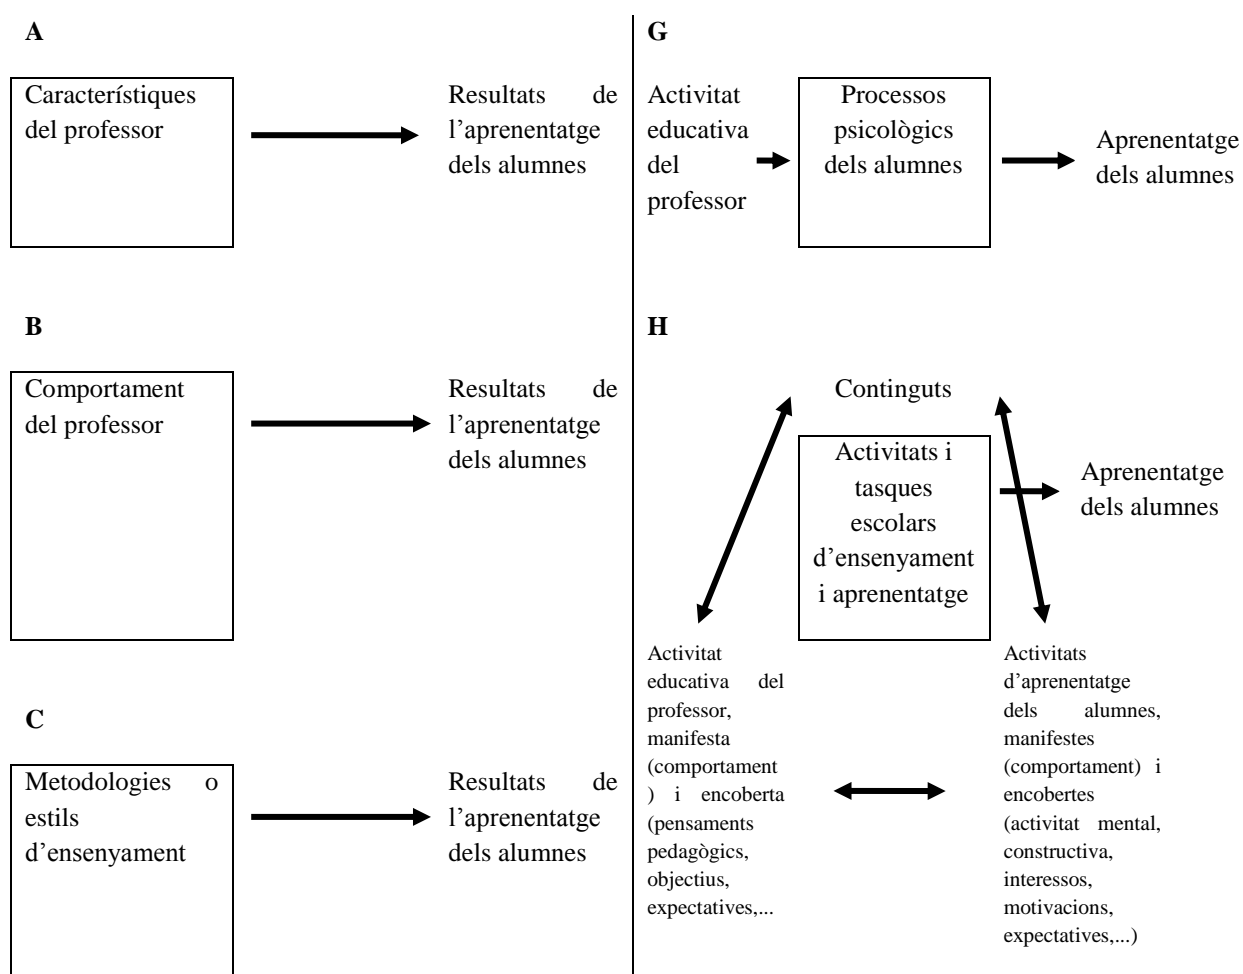 A
Característiques
del professor
Resultats de
l’aprenentatge
dels alumnes
B
Comportament
del professor
Resultats de
l’aprenentatge
dels alumnes
C
Metodologies o
estils
d’ensenyament
Resultats de
l’aprenentatge
dels alumnes
G
Activitat
educativa
del
professor
Processos
psicològics
dels alumnes
Aprenentatge
dels alumnes
H
Continguts
Activitats i
tasques
escolars
d’ensenyament
i aprenentatge
Aprenentatge
dels alumnes
Activitat
educativa del
professor,
manifesta
(comportament
) i encoberta
(pensaments
pedagògics,
objectius,
expectatives,...
Activitats
d’aprenentatge
dels alumnes,
manifestes
(comportament) i
encobertes
(activitat mental,
constructiva,
interessos,
motivacions,
expectatives,...)